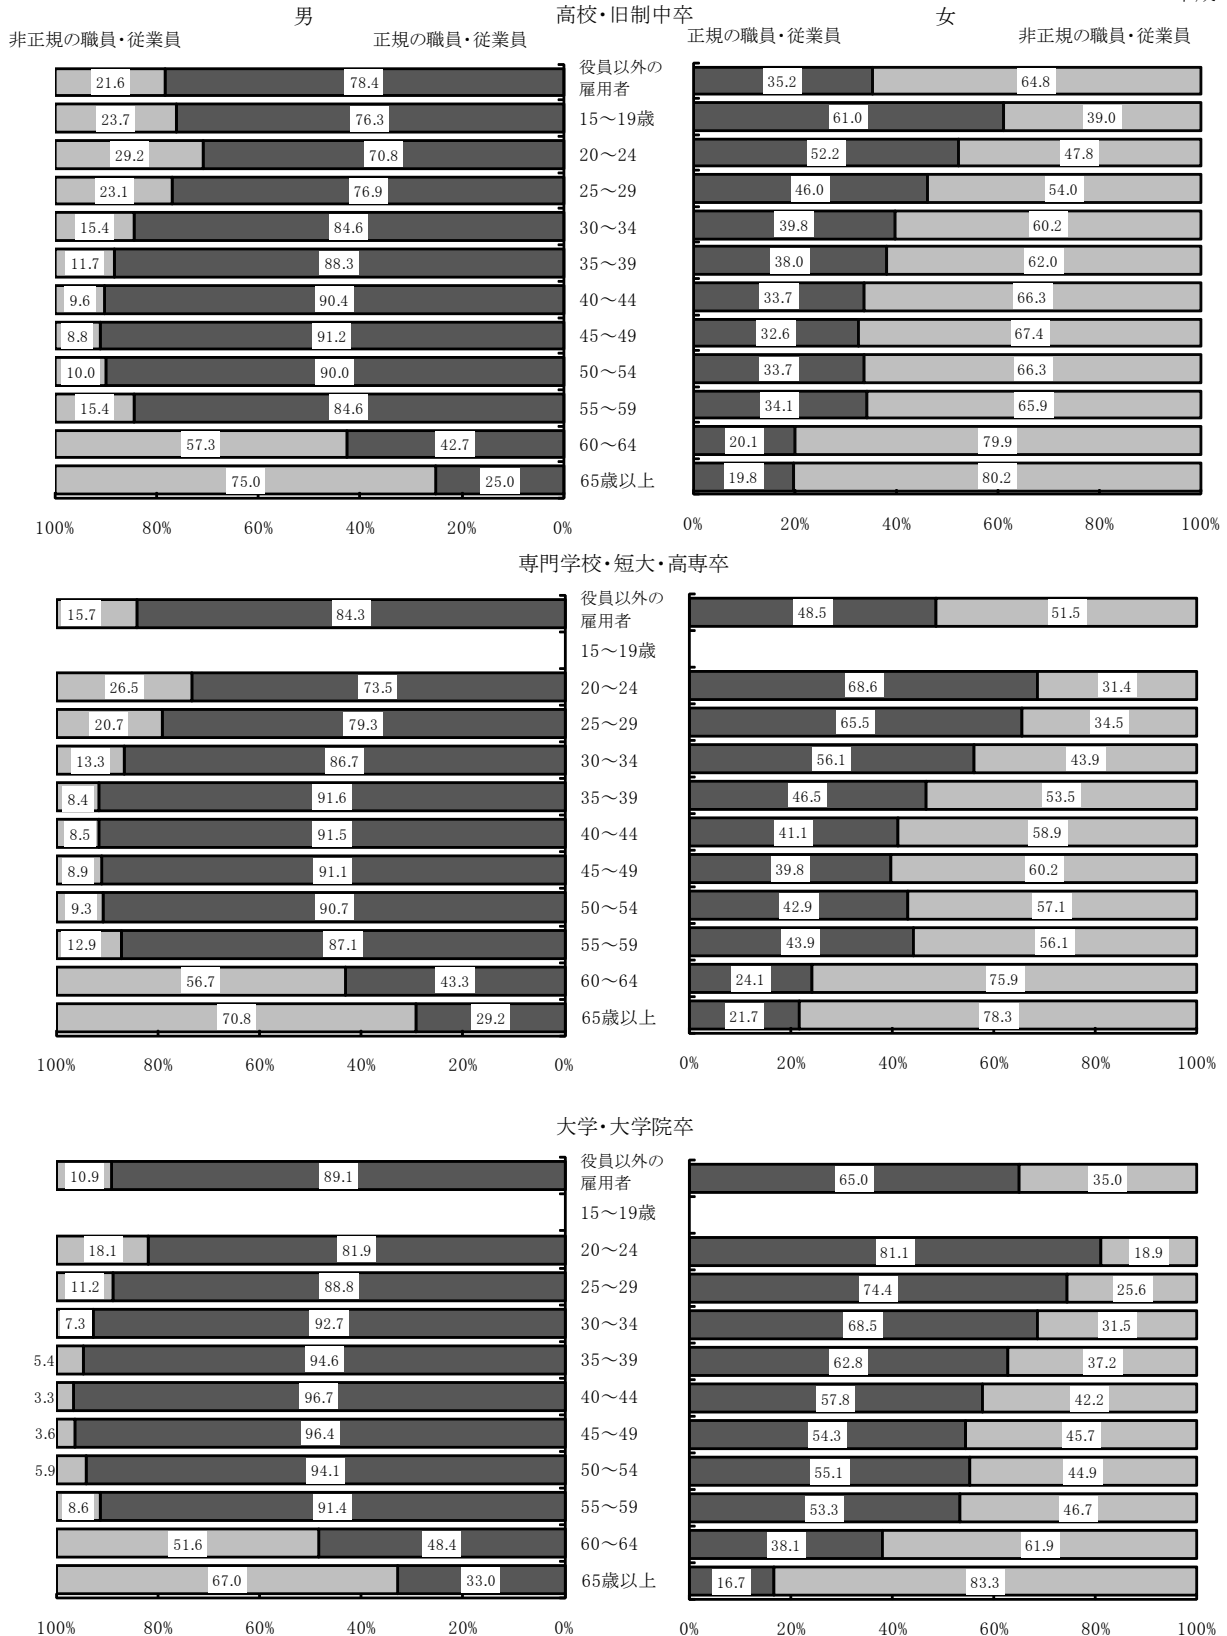 男 高校・旧制中卒 女
非正規の職員・従業員 正規の職員・従業員 正規の職員・従業員 非正規の職員・従業員
21.6 78.4 役員以外の雇用者 35.2 64.8
23.7 76.3 15～19歳 61.0 39.0
29.2 70.8 20～24 52.2 47.8
23.1 76.9 25～29 46.0 54.0
15.4 84.6 30～34 39.8 60.2
11.7 88.3 35～39 38.0 62.0
9.6 90.4 40～44 33.7 66.3
8.8 91.2 45～49 32.6 67.4
10.0 90.0 50～54 33.7 66.3
15.4 84.6 55～59 34.1 65.9
57.3 42.7 60～64 20.1 79.9
75.0 25.0 65歳以上 19.8 80.2
100% 80% 60% 40% 20% 0% 0% 20% 40% 60% 80% 100%
専門学校・短大・高専卒
15.7 84.3 役員以外の雇用者 48.5 51.5
15～19歳
26.5 73.5 20～24 68.6 31.4
20.7 79.3 25～29 65.5 34.5
13.3 86.7 30～34 56.1 43.9
8.4 91.6 35～39 46.5 53.5
8.5 91.5 40～44 41.1 58.9
8.9 91.1 45～49 39.8 60.2
9.3 90.7 50～54 42.9 57.1
12.9 87.1 55～59 43.9 56.1
56.7 43.3 60～64 24.1 75.9
70.8 29.2 65歳以上 21.7 78.3
100% 80% 60% 40% 20% 0% 0% 20% 40% 60% 80% 100%
大学・大学院卒
10.9 89.1 役員以外の雇用者 65.0 35.0
15～19歳
18.1 81.9 20～24 81.1 18.9
11.2 88.8 25～29 74.4 25.6
7.3 92.7 30～34 68.5 31.5
5.4 94.6 35～39 62.8 37.2
3.3 96.7 40～44 57.8 42.2
3.6 96.4 45～49 54.3 45.7
5.9 94.1 50～54 55.1 44.9
8.6 91.4 55～59 53.3 46.7
51.6 48.4 60～64 38.1 61.9
67.0 33.0 65歳以上 16.7 83.3
100% 80% 60% 40% 20% 0% 0% 20% 40% 60% 80% 100%